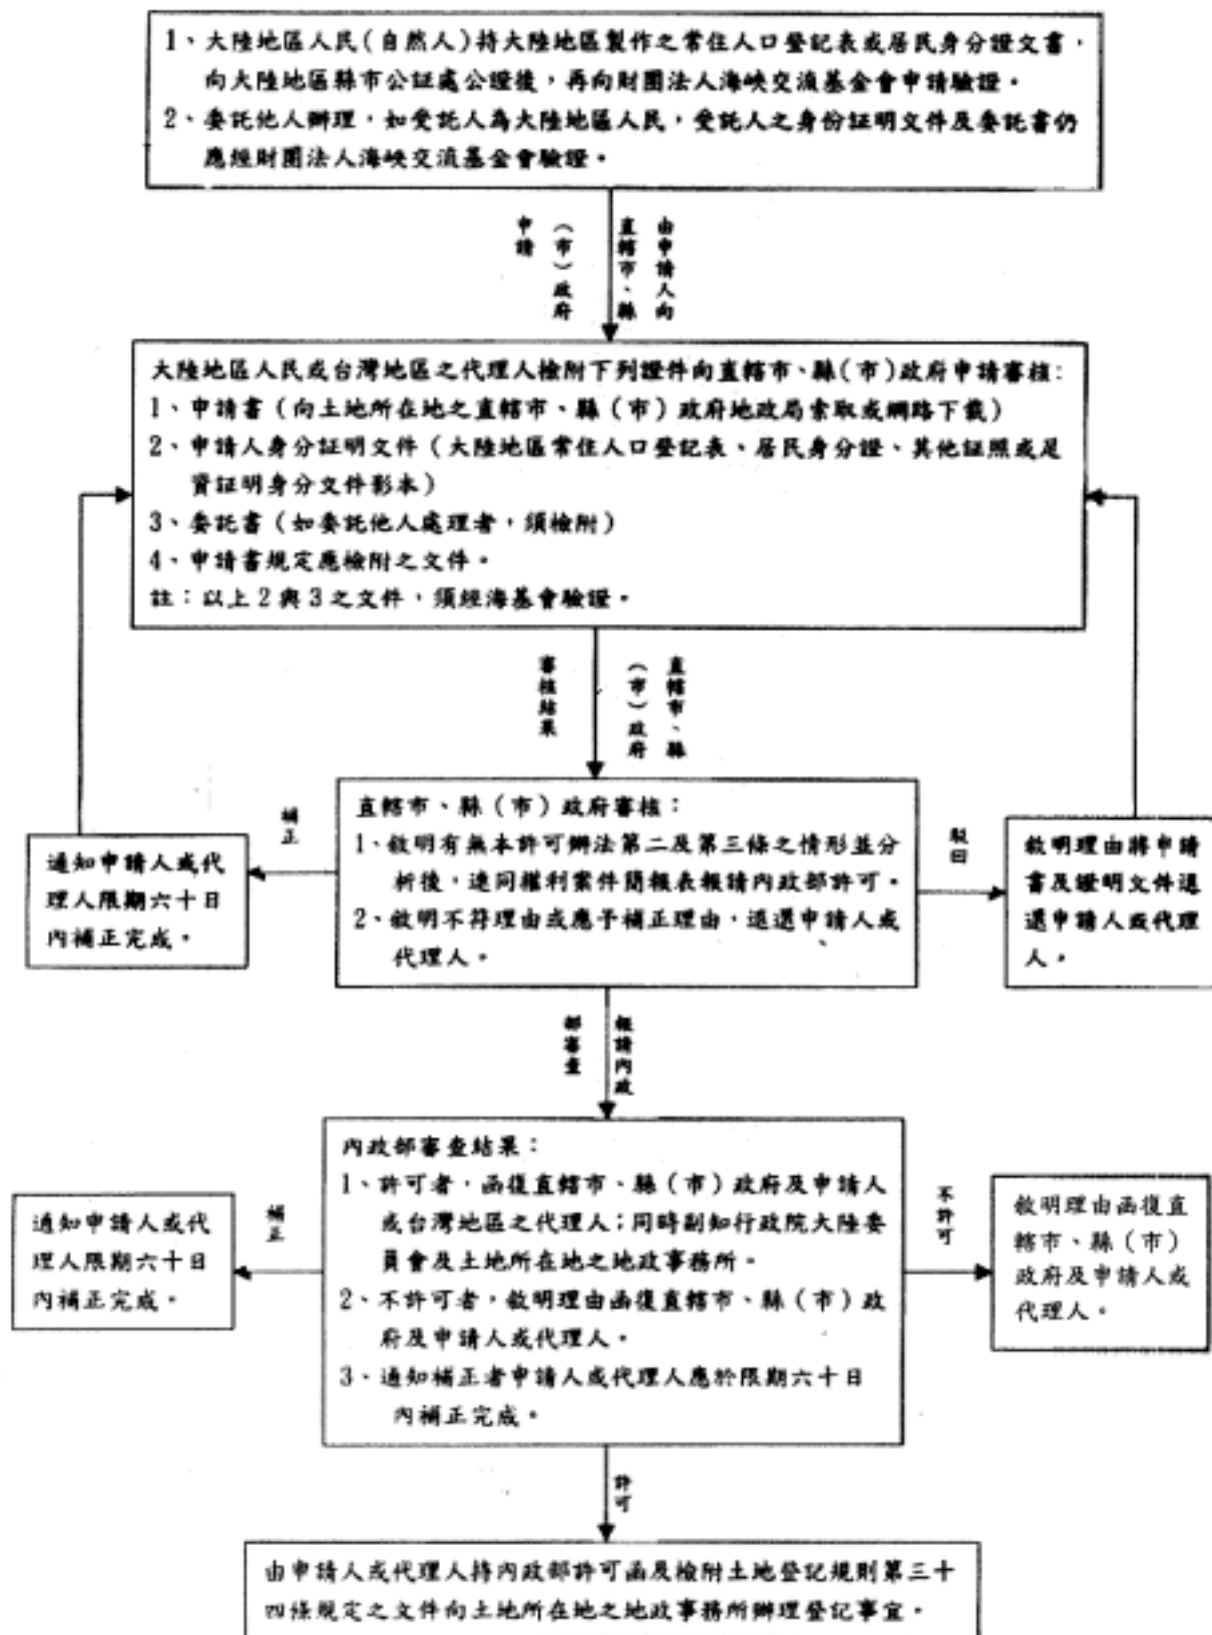 1、大陸地區人民(自然人)持大陸地區製作之常住人口登記表或居民身分證文書，
向大陸地區縣市公証處公證後，再向財團法人海峽交流基金會申請驗證。
2、委託他人辦理，如受託人為大陸地區人民，受託人之身份証明文件及委託書仍
應經財團法人海峽交流基金會驗證。
由申請人向
直轄市、縣
（市）政府
申請
大陸地區人民或台灣地區之代理人檢附下列證件向直轄市、縣(市)政府申請審核：
1、申請書（向土地所在地之直轄市、縣（市）政府地政局索取或網路下載）
2、申請人身分証明文件（大陸地區常住人口登記表、居民身分證、其他証照或足
資証明身分文件影本）
3、委託書（如委託他人處理者，須檢附）
4、申請書規定應檢附之文件。
註：以上2與3之文件，須經海基會驗證。
直轄市、縣
（市）政府
審核結果
直轄市、縣（市）政府審核：
1、敘明有無本許可辦法第二及第三條之情形並分
析後，連同權利案件簡報表報請內政部許可。
2、敘明不符理由或應予補正理由，退還申請人或
代理人。
補正
通知申請人或代
理人限期六十日
內補正完成。
駁回
敘明理由將申請
書及證明文件退
還申請人或代理
人。
報請內政
部審查
內政部審查結果：
1、許可者，函復直轄市、縣（市）政府及申請人
或台灣地區之代理人；同時副知行政院大陸委
員會及土地所在地之地政事務所。
2、不許可者，敘明理由函復直轄市、縣（市）政
府及申請人或代理人。
3、通知補正者申請人或代理人應於限期六十日
內補正完成。
補正
通知申請人或代
理人限期六十日
內補正完成。
不許可
敘明理由函復直
轄市、縣（市）
政府及申請人或
代理人。
許可
由申請人或代理人持內政部許可函及檢附土地登記規則第三十
四條規定之文件向土地所在地之地政事務所辦理登記事宜。